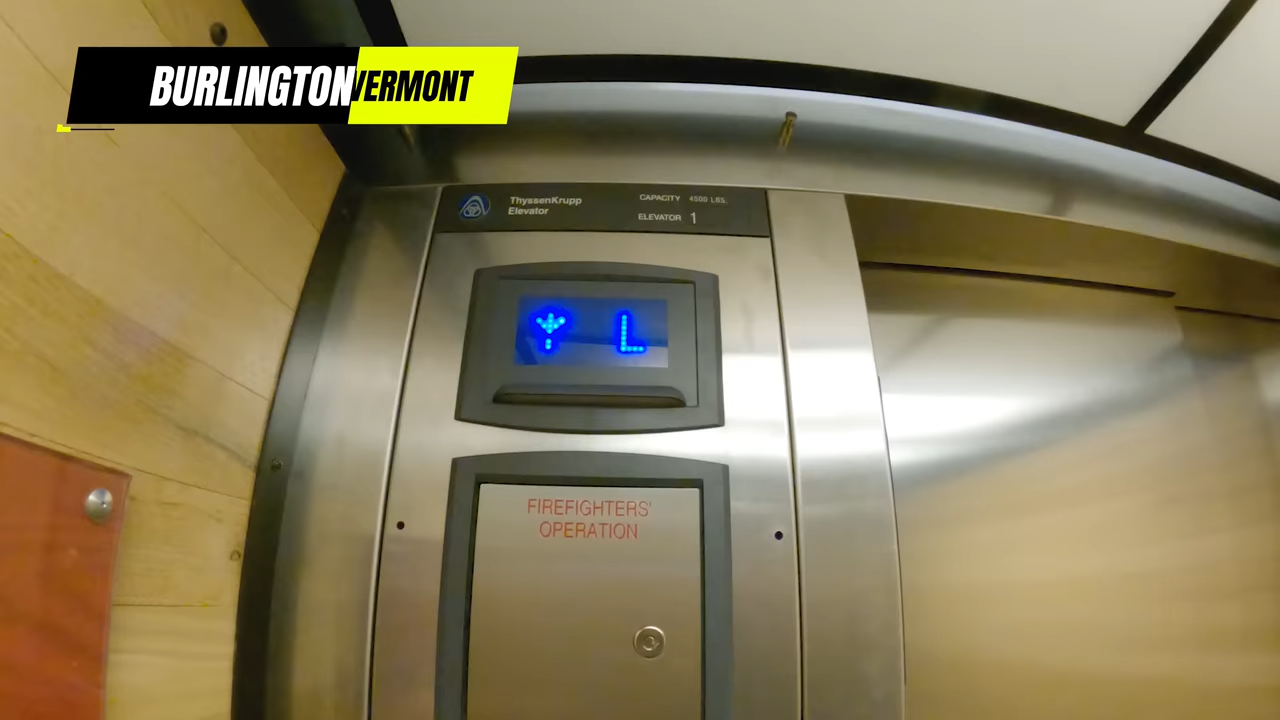 BURLINGTON VERMONT
ThyssenKrupp
Elevator
CAPACITY 4500 LBS.
ELEVATOR 1
L
FIREFIGHTERS'
OPERATION